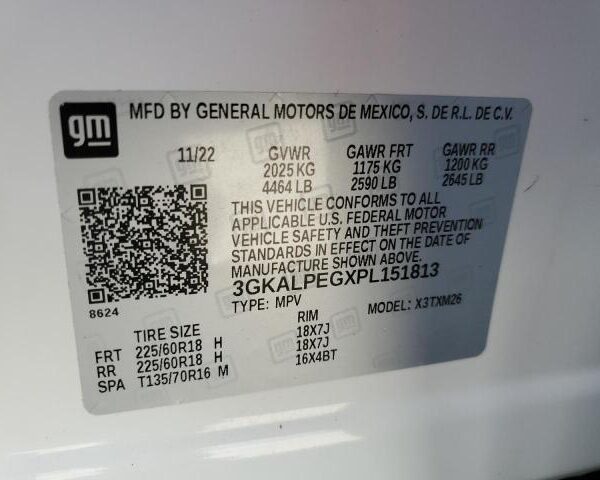 gm
MFD BY GENERAL MOTORS DE MEXICO, S. DE R.L. DE C.V.
11/22 GVWR GAWR FRT GAWR RR
2025 KG 1175 KG 1200 KG
4464 LB 2590 LB 2645 LB
THIS VEHICLE CONFORMS TO ALL
APPLICABLE U.S. FEDERAL MOTOR
VEHICLE SAFETY AND THEFT PREVENTION
STANDARDS IN EFFECT ON THE DATE OF
MANUFACTURE SHOWN ABOVE.
3GKALPEGXPL151813
8624 TYPE: MPV MODEL: X3TXM26
TIRE SIZE RIM
FRT 225/60R18 H 18X7J
RR 225/60R18 H 18X7J
SPA T135/70R16 M 16X4BT